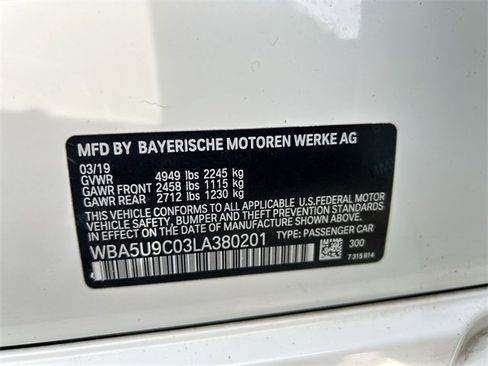 MFD BY BAYERISCHE MOTOREN WERKE AG
03/19
GVWR 4949 lbs 2245 kg
GAWR FRONT 2458 lbs 1115 kg
GAWR REAR 2712 lbs 1230 kg
THIS VEHICLE CONFORMS TO ALL APPLICABLE U.S.FEDERAL MOTOR
VEHICLE SAFETY, BUMPER, AND THEFT PREVENTION STANDARDS
IN EFFECT ON THE DATE OF MANUFACTURE SHOWN ABOVE.
WBA5U9C03LA380201 TYPE: PASSENGER CAR
300
7 315 814